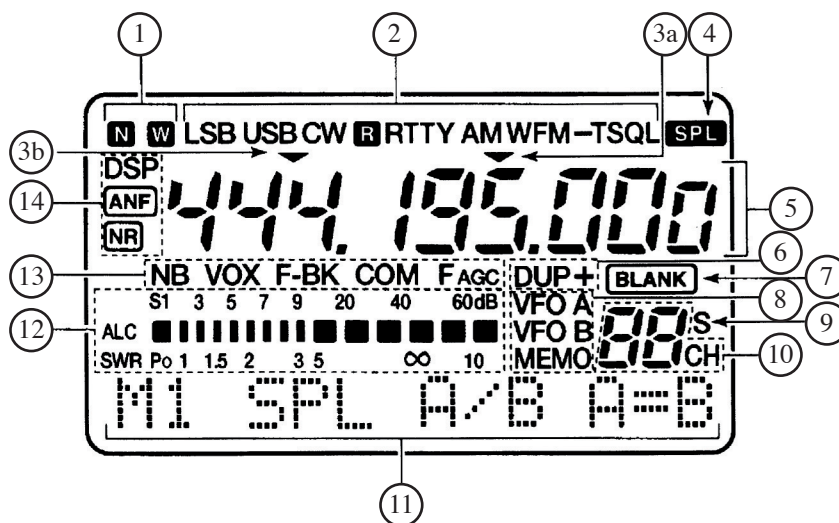 1 2 3a 4
N W LSB USB CW R RTTY AM WFM –TSQL SPL
3b
DSP
14 ANF 444.195.000 5
NR
13 NB VOX F-BK COM F AGC DUP+ BLANK 6 7
S1 3 5 7 9 20 40 60dB VFO A 8
12 ALC VFO B 88 S 9
SWR Po 1 1.5 2 3 5 ∞ 10 MEMO CH 10
M1 SPL A/B A=B
11